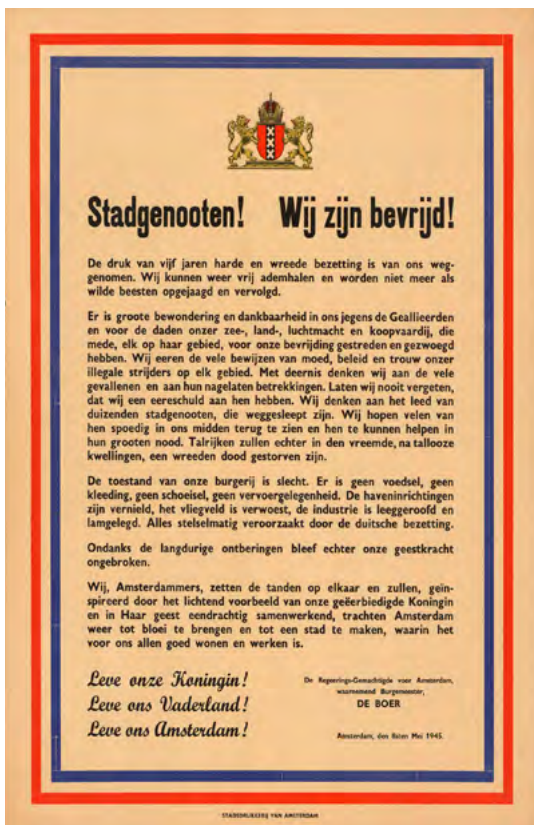 Stadgenooten! Wij zijn bevrijd!
De druk van vijf jaren harde en wreede bezetting is van ons weg-
genomen. Wij kunnen weer vrij ademhalen en worden niet meer als
wilde beesten opgejaagd en vervolgd.
Er is groote bewondering en dankbaarheid in ons jegens de Geallieerden
en voor de daden onzer zee-, land-, luchtmacht en koopvaardij, die
mede, elk op haar gebied, voor onze bevrijding gestreden en gezwoegd
hebben. Wij eeren de vele bewijzen van moed, beleid en trouw onzer
illegale strijders op elk gebied. Met deernis denken wij aan de vele
gevallenen en aan hun nagelaten betrekkingen. Laten wij nooit vergeten,
dat wij een eereschuld aan hen hebben. Wij denken aan het leed van
duizenden stadgenooten, die weggesleept zijn. Wij hopen velen van
hen spoedig in ons midden terug te zien en hen te kunnen helpen in
hun grooten nood. Talrijken zullen echter in den vreemde, na tallooze
kwellingen, een wreeden dood gestorven zijn.
De toestand van onze burgerij is slecht. Er is geen voedsel, geen
kleeding, geen schoeisel, geen vervoergelegenheid. De haveninrichtingen
zijn vernield, het vliegveld is verwoest, de industrie is leeggeroofd en
lamgelegd. Alles stelselmatig veroorzaakt door de duitsche bezetting.
Ondanks de langdurige ontberingen bleef echter onze geestkracht
ongebroken.
Wij, Amsterdammers, zetten de tanden op elkaar en zullen, geïn-
spireerd door het lichtend voorbeeld van onze geëerbiedigde Koningin
en in Haar geest eendrachtig samenwerkend, trachten Amsterdam
weer tot bloei te brengen en tot een stad te maken, waarin het
voor ons allen goed wonen en werken is.
Leve onze Koningin!
Leve ons Vaderland!
Leve ons Amsterdam!
De Regeerings-Gemachtigde voor Amsterdam,
waarnemend Burgemeester,
DE BOER
Amsterdam, den 8sten Mei 1945.
STADSDRUKKERIJ VAN AMSTERDAM